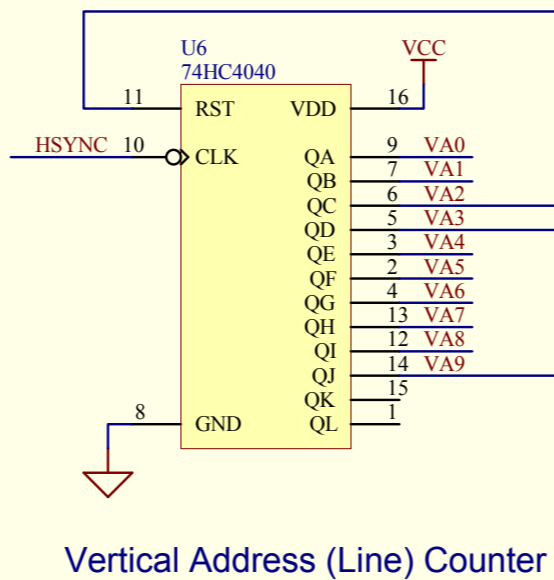 U6
74HC4040
VCC
11 RST VDD 16
HSYNC 10 CLK QA 9 VA0
QB 7 VA1
QC 6 VA2
QD 5 VA3
QE 3 VA4
QF 2 VA5
QG 4 VA6
QH 13 VA7
QI 12 VA8
QJ 14 VA9
QK 15
8 GND QL 1
Vertical Address (Line) Counter